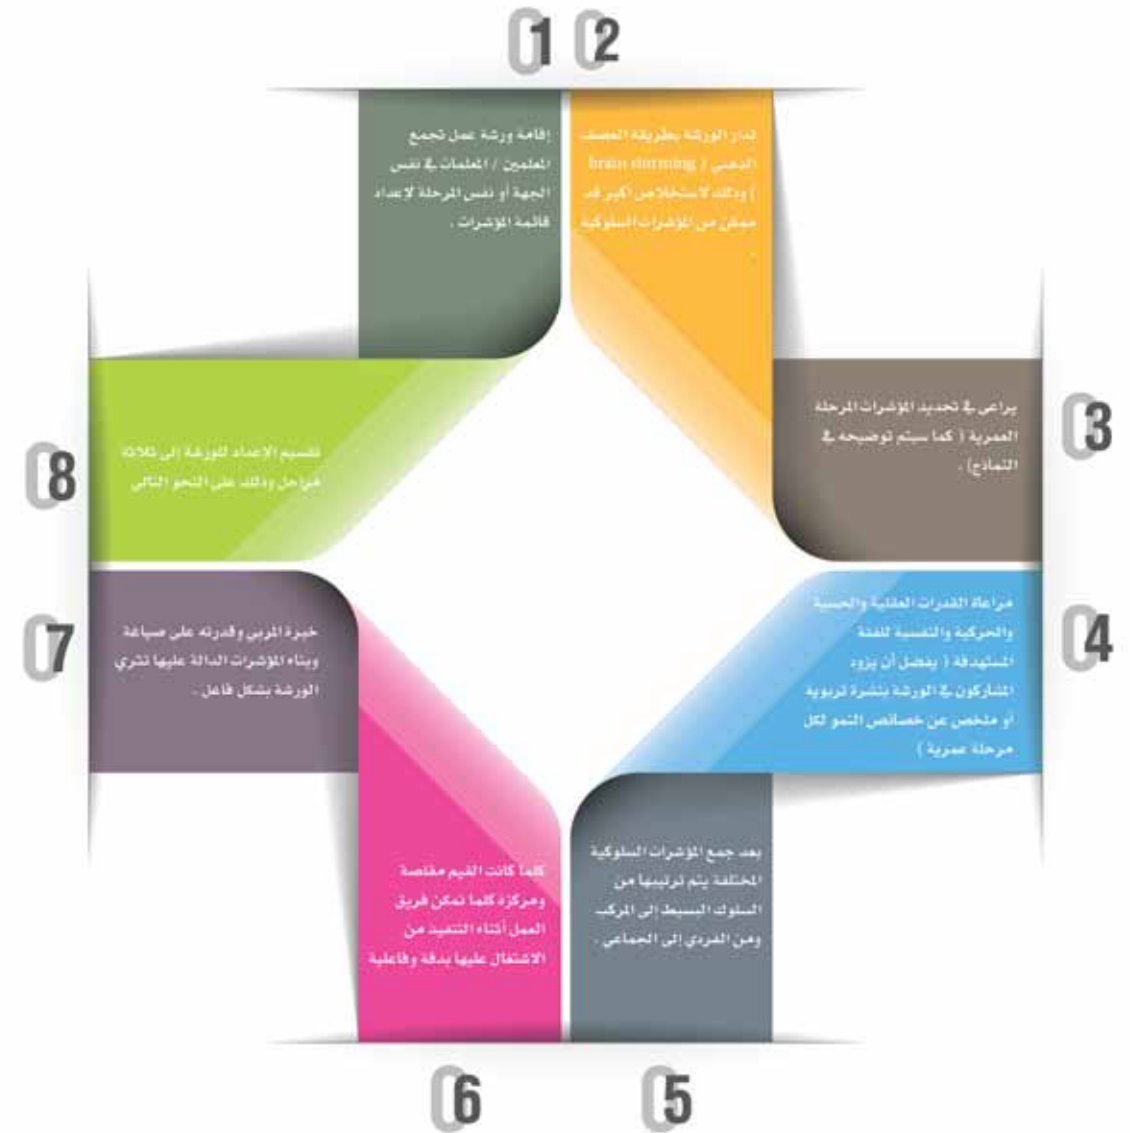 01
إقامة ورشة عمل تجمع
المعلمين / المعلمات في نفس
الجهة أو نفس المرحلة لإعداد
قائمة المؤشرات .
02
تدار الورشة بطريقة العصف
الذهني ( brain storming
) وذلك لاستخلاص أكبر قد
ممكن من المؤشرات السلوكية
.
03
يراعى في تحديد المؤشرات المرحلة
العمرية ( كما سيتم توضيحه في
النماذج) .
04
مراعاة القدرات العقلية والحسية
والحركية والنفسية للفئة
المستهدفة ( يفضل أن يزود
المشاركون في الورشة بنشرة تربوية
أو ملخص عن خصائص النمو لكل
مرحلة عمرية )
05
بعد جمع المؤشرات السلوكية
المختلفة يتم ترتيبها من
السلوك البسيط إلى المركب
ومن الفردي إلى الجماعي .
06
كلما كانت القيم مقلصة
ومركزة كلما تمكن فريق
العمل أثناء التنفيذ من
الاشتغال عليها بدقة وفاعلية
07
خبرة المربي وقدرته على صياغة
وبناء المؤشرات الدالة عليها تثري
الورشة بشكل فاعل .
08
تقسيم الإعداد للورشة إلى ثلاثة
مراحل وذلك على النحو التالي